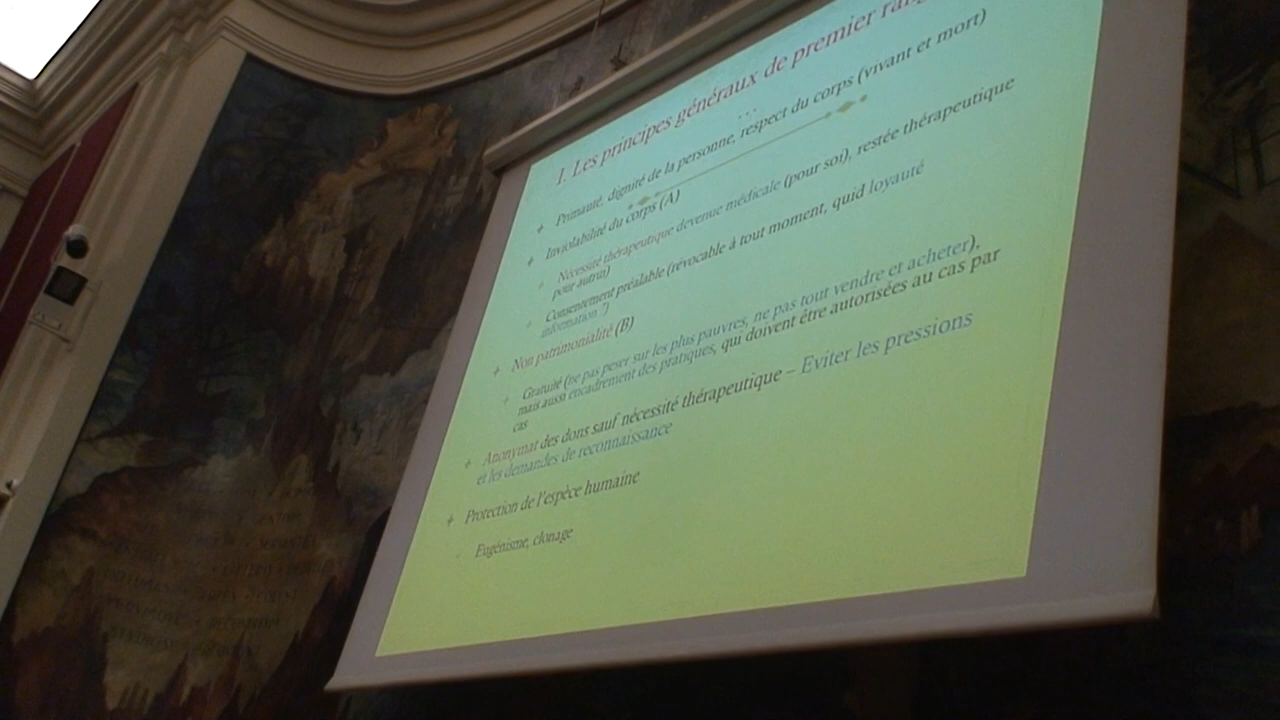 I. Les principes généraux de premier rang
Primauté, dignité de la personne, respect du corps (vivant et mort)
Inviolabilité du corps (A)
Nécessité thérapeutique devenue médicale (pour soi), restée thérapeutique
pour autrui)
Consentement préalable (révocable à tout moment, quid loyauté
information ?)
Non patrimonialité (B)
Gratuité (ne pas peser sur les plus pauvres, ne pas tout vendre et acheter),
mais aussi encadrement des pratiques, qui doivent être autorisées au cas par
cas
Anonymat des dons sauf nécessité thérapeutique – Eviter les pressions
et les demandes de reconnaissance
Protection de l'espèce humaine
Eugénisme, clonage